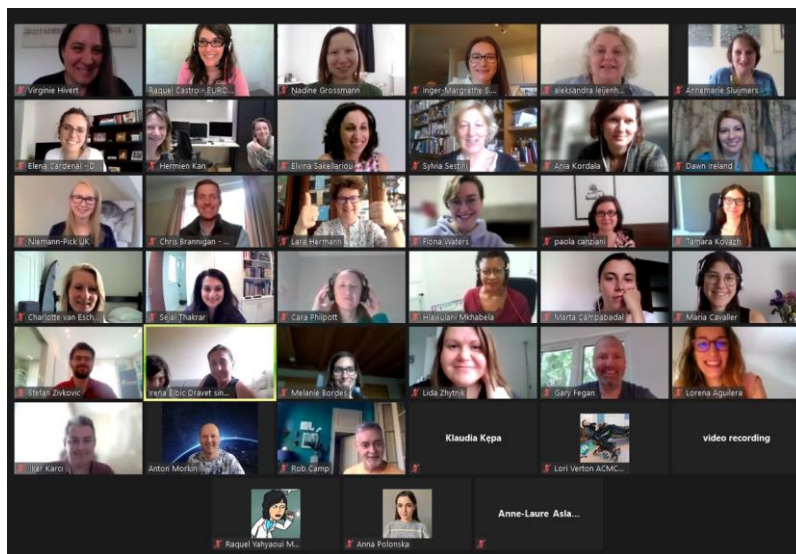 Virginie Hivert
Raquel Castro - EURO...
Nadine Grossmann
Inger-Margrethe S...
aleksandra leijenh...
Annemarie Sluijmers
Elena Cardenal - D...
Hermien Kan
Elvina Sakellariou
Sylvia Sestini
Ania Kordala
Dawn Ireland
Niemann-Pick UK
Chris Brannigan - ...
Lara Hermann
Fiona Waters
paola canziani
Tamara Kovazh
Charlotte van Esch
Sejal Thakrar
Cara Philpott
Hlawulani Mkhabela
Marta Campabadal
Maria Cavaller
Stefan Zivkovic
Irena Bibic Dravet sin...
Melanie Bordes
Lida Zhytnik
Gary Fegan
Lorena Aguilera
Ilker Karcı
Anton Morkin
Rob Camp
Klaudia Kępa
Lori Verton ACMC...
video recording
Raquel Yahyaoui M...
Anna Polonska
Anne-Laure Asla...